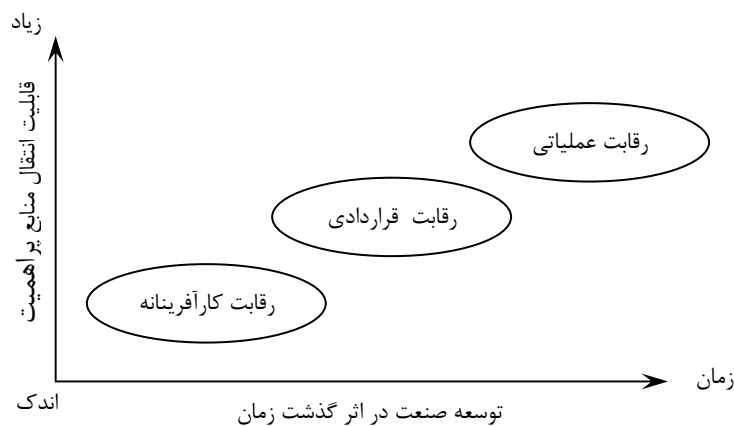 زیاد
قابلیت انتقال منابع پراهمیت
رقابت عملیاتی
رقابت قراردادی
رقابت کارآفرینانه
زمان
اندک
توسعه صنعت در اثر گذشت زمان